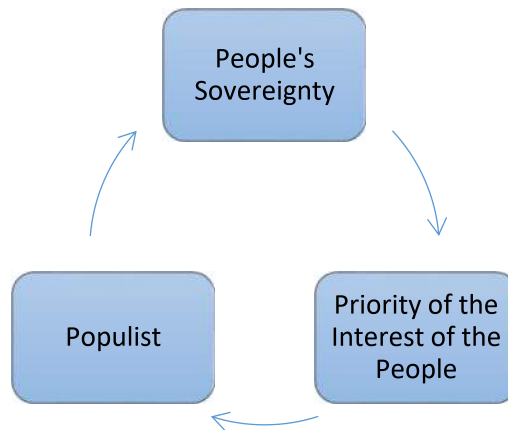 People's
Sovereignty
Populist
Priority of the
Interest of the
People